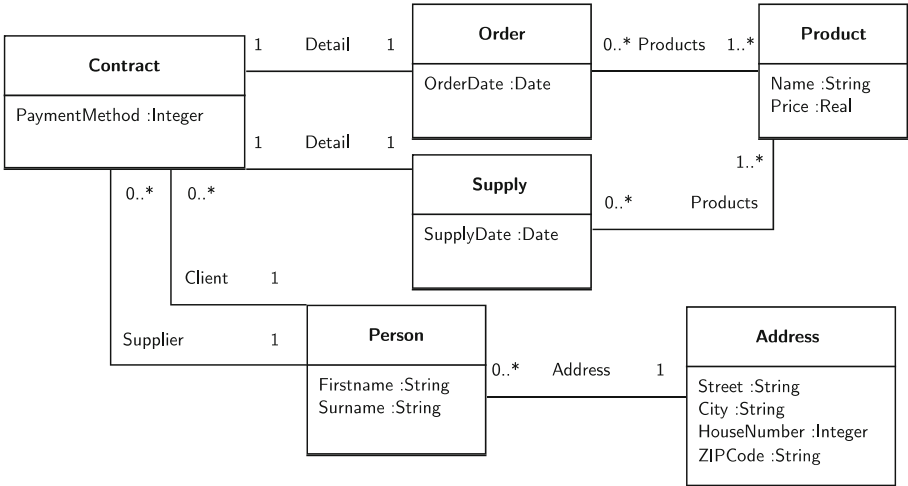 Contract
PaymentMethod :Integer
1 Detail 1
Order
OrderDate :Date
0..* Products 1..*
Product
Name :String
Price :Real
1 Detail 1
Supply
SupplyDate :Date
0..* Products
1..*
0..* 0..*
Client 1
Supplier 1
Person
Firstname :String
Surname :String
0..* Address 1
Address
Street :String
City :String
HouseNumber :Integer
ZIPCode :String